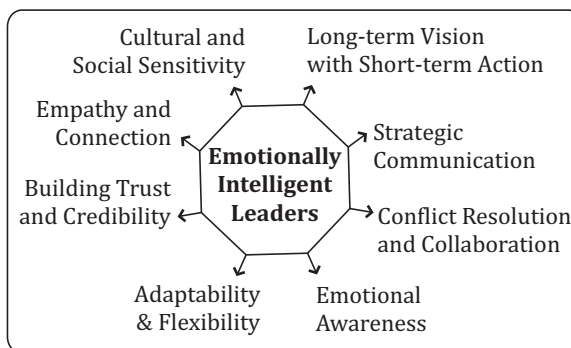 Cultural and
Social Sensitivity
Long-term Vision
with Short-term Action
Empathy and
Connection
Emotionally
Intelligent
Leaders
Strategic
Communication
Building Trust
and Credibility
Conflict Resolution
and Collaboration
Adaptability
& Flexibility
Emotional
Awareness